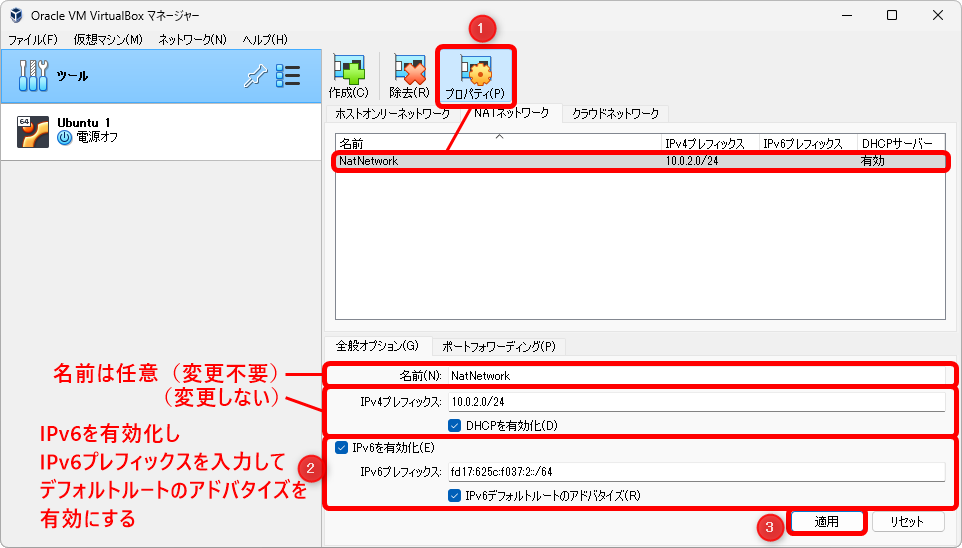 Oracle VM VirtualBox マネージャー
ファイル(F) 仮想マシン(M) ネットワーク(N) ヘルプ(H)
1
ツール
64
Ubuntu 1
電源オフ
作成(C) 除去(R) プロパティ(P)
ホストオンリーネットワーク NATネットワーク クラウドネットワーク
名前 IPv4プレフィックス IPv6プレフィックス DHCPサーバー
NatNetwork 10.0.2.0/24 有効
全般オプション(G) ポートフォワーディング(P)
名前は任意（変更不要）
名前(N): NatNetwork
（変更しない）
IPv4プレフィックス: 10.0.2.0/24
DHCPを有効化(D)
IPv6を有効化し
IPv6プレフィックスを入力して
デフォルトルートのアドバタイズを
有効にする
2
IPv6を有効化(E)
IPv6プレフィックス: fd17:625c:f037:2::/64
IPv6デフォルトルートのアドバタイズ(R)
3
適用 リセット